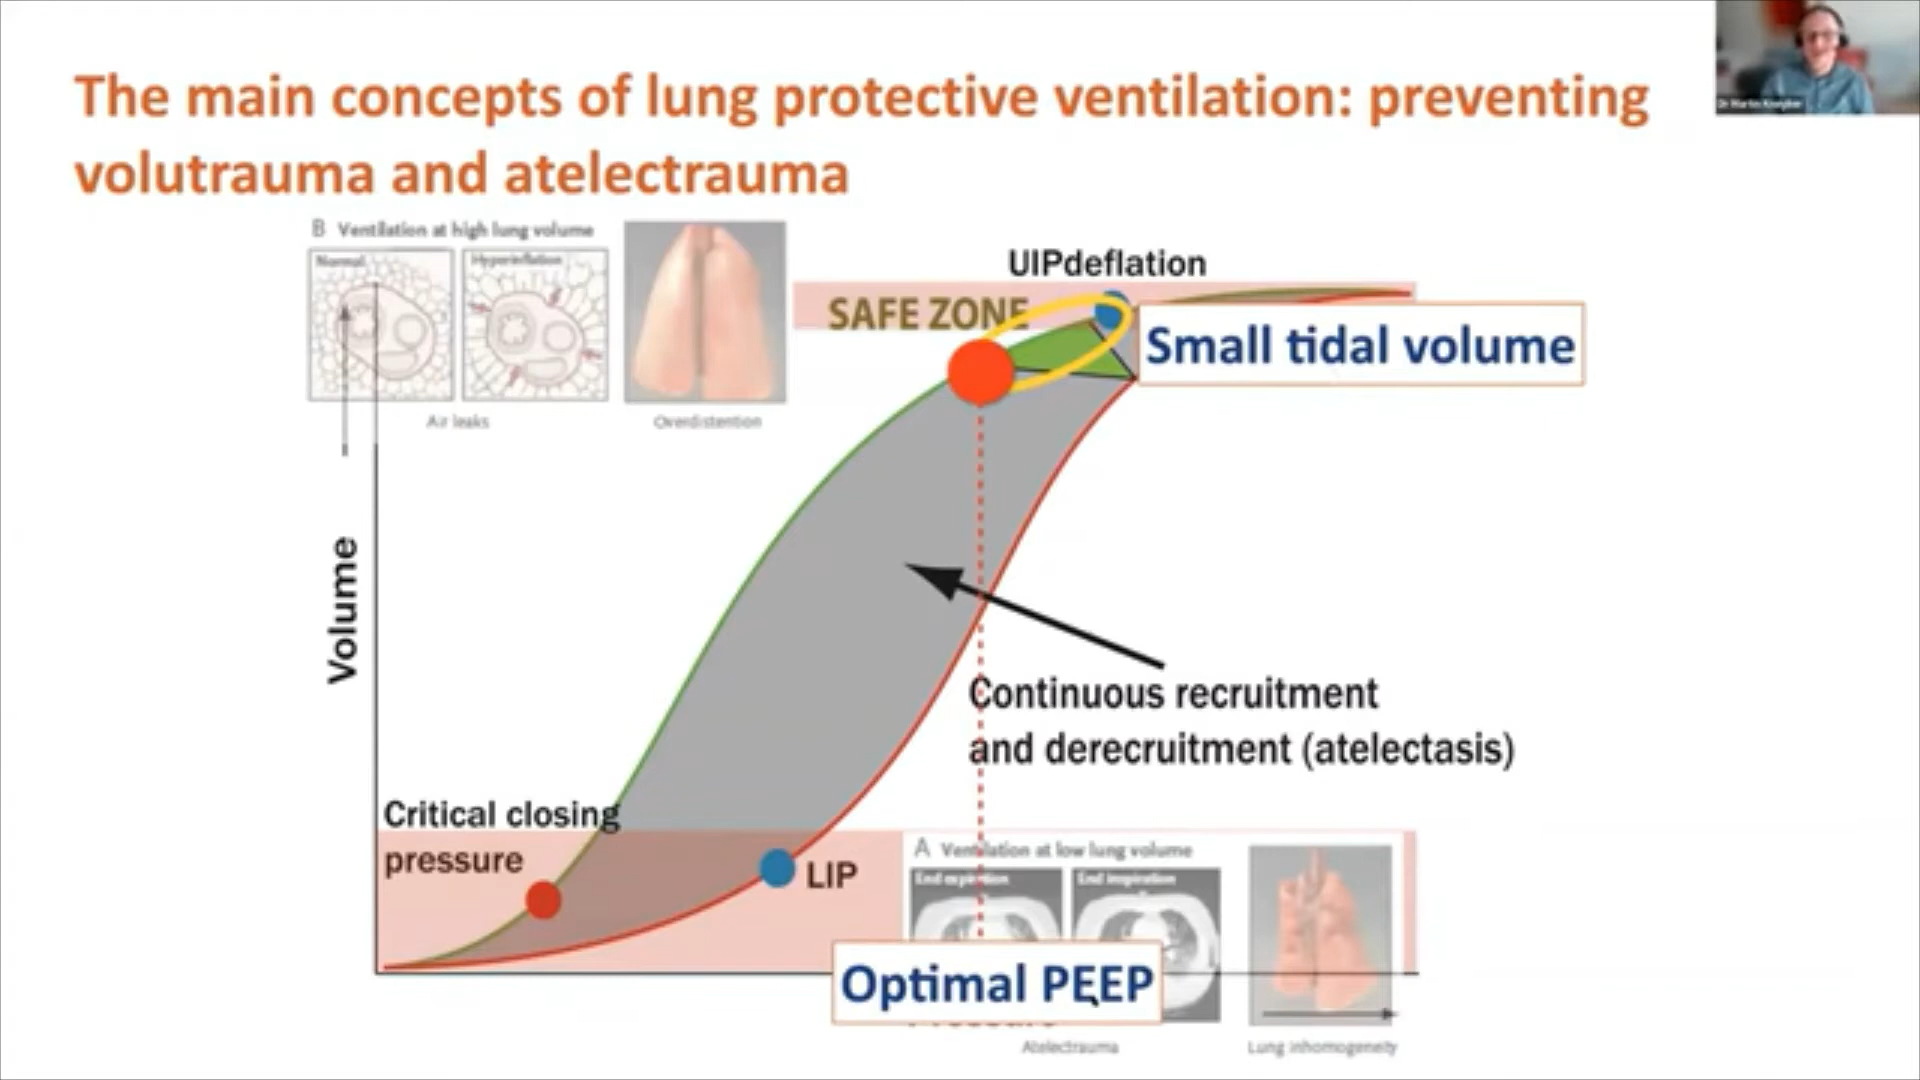 The main concepts of lung protective ventilation: preventing
volutrauma and atelectrauma
B Ventilation at high lung volume
Normal
Hyperinflation
Air leaks
Overdistention
UIPdeflation
SAFE ZONE
Small tidal volume
Volume
Continuous recruitment
and derecruitment (atelectasis)
Critical closing
pressure
LIP
A Ventilation at low lung volume
End expiration
End inspiration
Optimal PEEP
Atelectrauma
Lung inhomogeneity